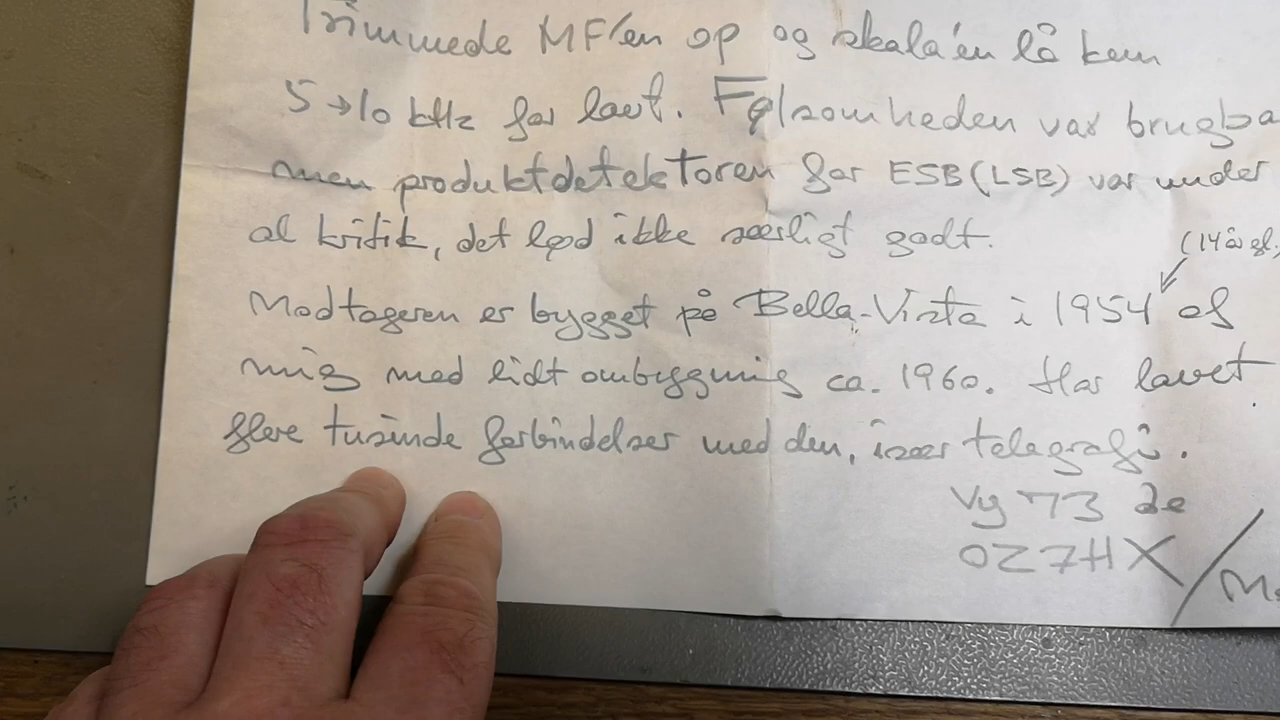 Trimmede MF'en op og skala'en lå kun
5→10 kHz for lavt. Følsomheden var brugba
men produktdetektoren for ESB (LSB) var under
al kritik, det lød ikke særligt godt.
(14 år gl.
Modtageren er bygget på Bella-Vista i 1954 af
mig med lidt ombygning ca. 1960. Har lavet
flere tusinde forbindelser med den, især telegrafi.
Vy 73 de
OZ7HX/M